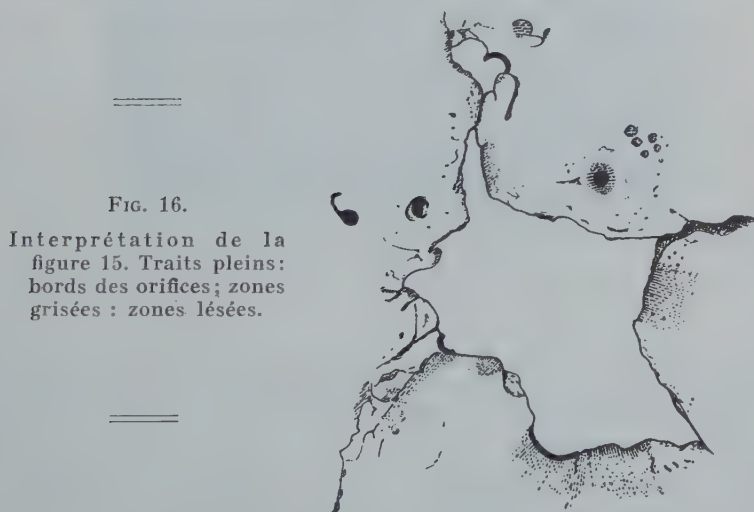 FIG. 16.
Interprétation de la
figure 15. Traits pleins:
bords des orifices; zones
grisées : zones lésées.